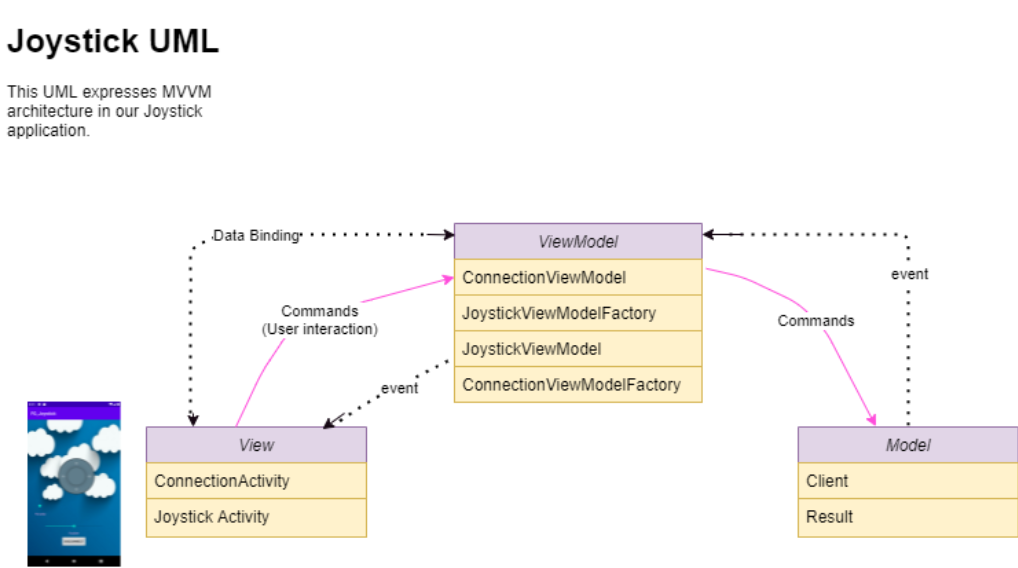 Joystick UML
This UML expresses MVVM
architecture in our Joystick
application.
Data Binding
ViewModel
ConnectionViewModel
JoystickViewModelFactory
JoystickViewModel
ConnectionViewModelFactory
event
Commands
(User interaction)
Commands
event
View
ConnectionActivity
Joystick Activity
Model
Client
Result